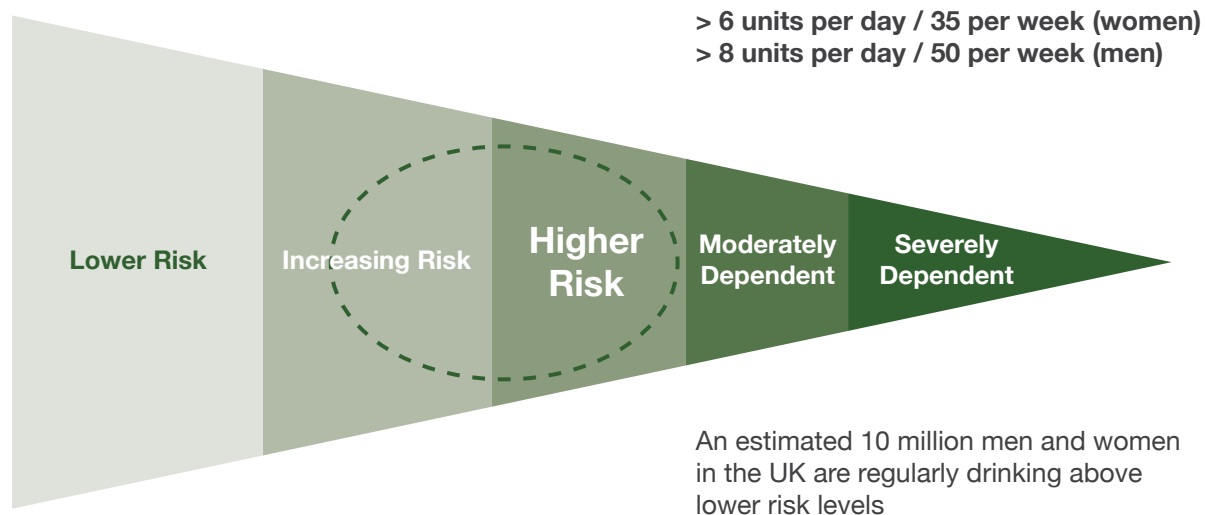 > 6 units per day / 35 per week (women)
> 8 units per day / 50 per week (men)
Lower Risk
Increasing Risk
Higher
Risk
Moderately
Dependent
Severely
Dependent
An estimated 10 million men and women
in the UK are regularly drinking above
lower risk levels